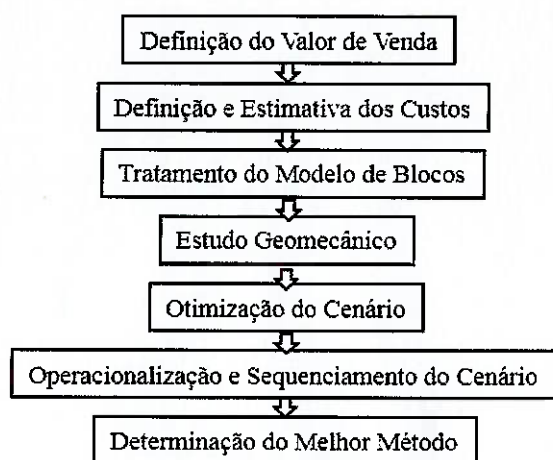 Definição do Valor de Venda
Definição e Estimativa dos Custos
Tratamento do Modelo de Blocos
Estudo Geomecânico
Otimização do Cenário
Operacionalização e Sequenciamento do Cenário
Determinação do Melhor Método